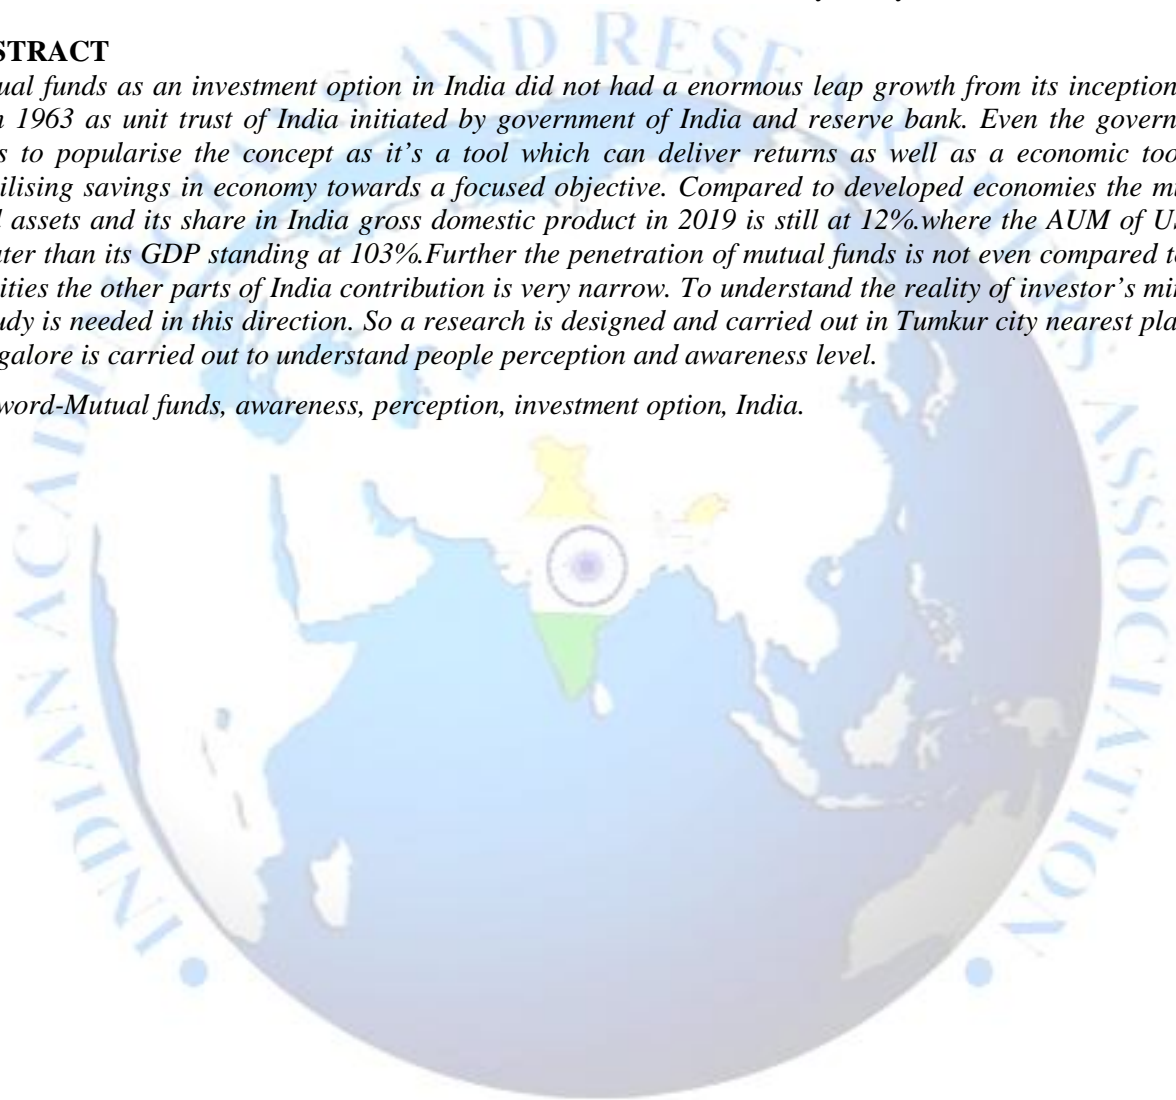 STRACT
ual funds as an investment option in India did not had a enormous leap growth from its inception
n 1963 as unit trust of India initiated by government of India and reserve bank. Even the govern
s to popularise the concept as it's a tool which can deliver returns as well as a economic too
ilising savings in economy towards a focused objective. Compared to developed economies the m
l assets and its share in India gross domestic product in 2019 is still at 12%.where the AUM of U
ter than its GDP standing at 103%.Further the penetration of mutual funds is not even compared t
ities the other parts of India contribution is very narrow. To understand the reality of investor's mi
udy is needed in this direction. So a research is designed and carried out in Tumkur city nearest pla
galore is carried out to understand people perception and awareness level.
word-Mutual funds, awareness, perception, investment option, India.
INDIAN ACADEMICIANS AND RESEARCHERS ASSOCIATION